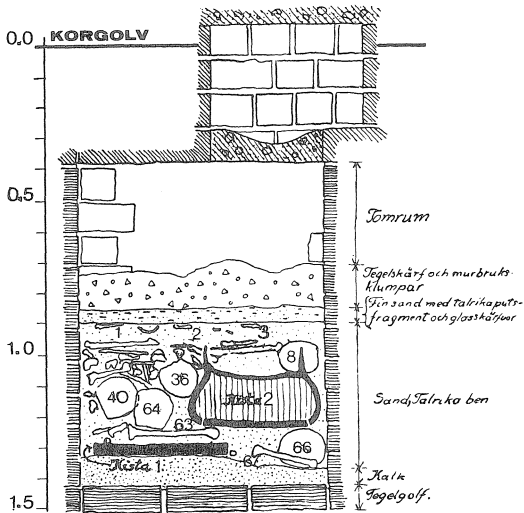 0.0 KORGOLV
0.5
Tomrum
Tegelskärf och murbruks-
klumpar
Fin sand med talrika puts-
fragment och glasskärfvor
1 2 3
1.0
8
36
40
64
Kista 2
Sand, Talrika ben
63
66
Kista 1
67
Kalk
Tegelgolf.
1.5